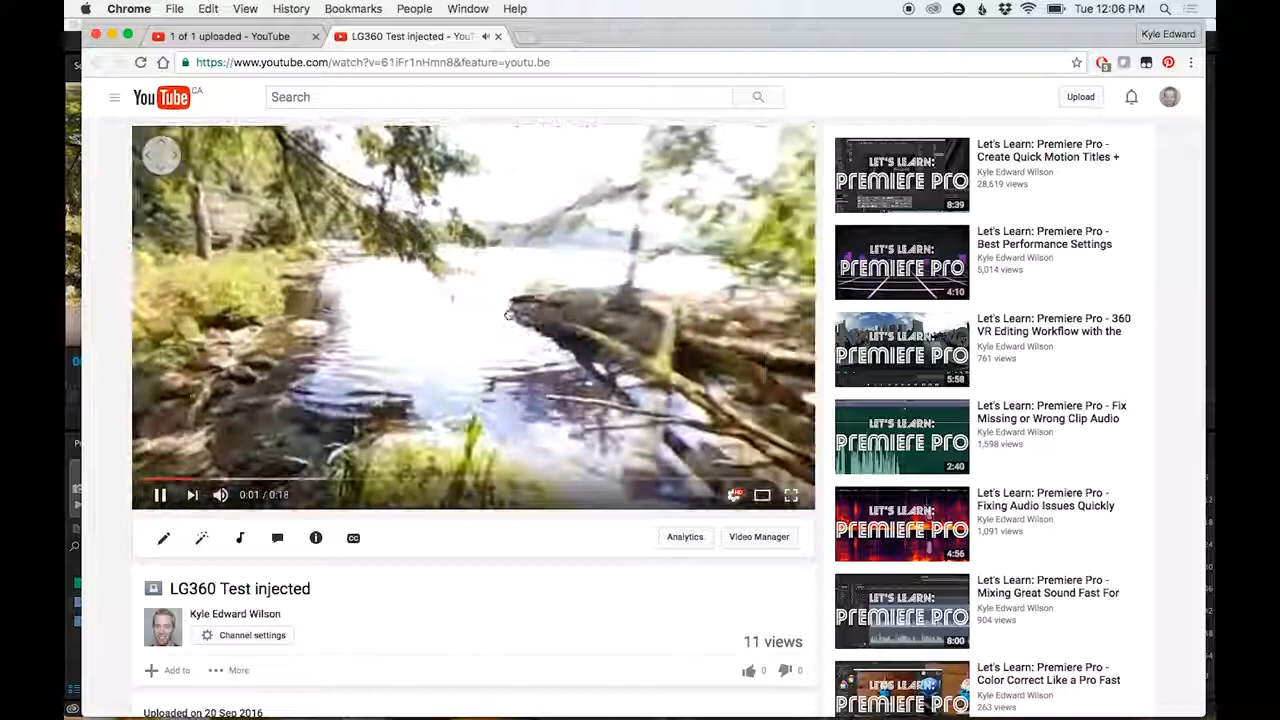 Chrome File Edit View History Bookmarks People Window Help
Tue 12:06 PM
1 of 1 uploaded - YouTube
LG360 Test injected - YouT
Kyle Edward
https://www.youtube.com/watch?v=61iFr1nHmn8&feature=youtu.be
YouTube CA
Search
Upload
LET'S LEARN:
PREMIERE PRO
8:39
Let's Learn: Premiere Pro -
Create Quick Motion Titles +
Kyle Edward Wilson
28,619 views
LET'S LEARN:
PREMIERE PRO
4:10
Let's Learn: Premiere Pro -
Best Performance Settings
Kyle Edward Wilson
5,014 views
LET'S LEARN:
PREMIERE PRO
5:58
Let's Learn: Premiere Pro - 360
VR Editing Workflow with the
Kyle Edward Wilson
761 views
LET'S LEARN:
PREMIERE PRO
2:40
Let's Learn: Premiere Pro - Fix
Missing or Wrong Clip Audio
Kyle Edward Wilson
1,598 views
LET'S LEARN:
PREMIERE PRO
4:56
Let's Learn: Premiere Pro -
Fixing Audio Issues Quickly
Kyle Edward Wilson
1,091 views
LET'S LEARN:
PREMIERE PRO
8:00
Let's Learn: Premiere Pro -
Mixing Great Sound Fast For
Kyle Edward Wilson
904 views
LET'S LEARN:
PREMIERE PRO
Let's Learn: Premiere Pro -
Color Correct Like a Pro Fast
Kyle Edward Wilson
263 views
0:01 / 0:18
HD
CC
Analytics
Video Manager
LG360 Test injected
Kyle Edward Wilson
Channel settings
11 views
Add to
More
0
0
Uploaded on 20 Sep 2016